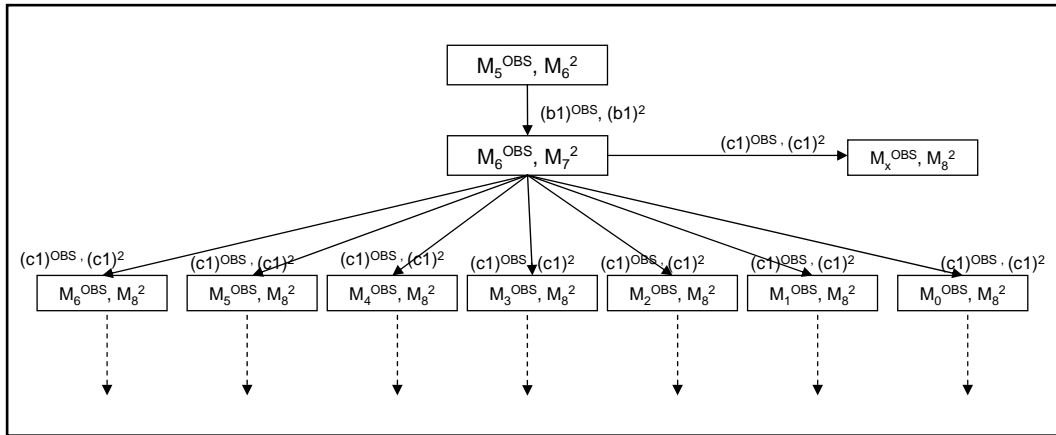 M₅ᴼᴮˢ, M₆²
(b1)ᴼᴮˢ, (b1)²
M₆ᴼᴮˢ, M₇²
(c1)ᴼᴮˢ , (c1)²
Mₓᴼᴮˢ, M₈²
(c1)ᴼᴮˢ , (c1)² (c1)ᴼᴮˢ , (c1)² (c1)ᴼᴮˢ , (c1)² (c1)ᴼᴮˢ , (c1)² (c1)ᴼᴮˢ , (c1)² (c1)ᴼᴮˢ , (c1)² (c1)ᴼᴮˢ , (c1)²
M₆ᴼᴮˢ, M₈² M₅ᴼᴮˢ, M₈² M₄ᴼᴮˢ, M₈² M₃ᴼᴮˢ, M₈² M₂ᴼᴮˢ, M₈² M₁ᴼᴮˢ, M₈² M₀ᴼᴮˢ, M₈²